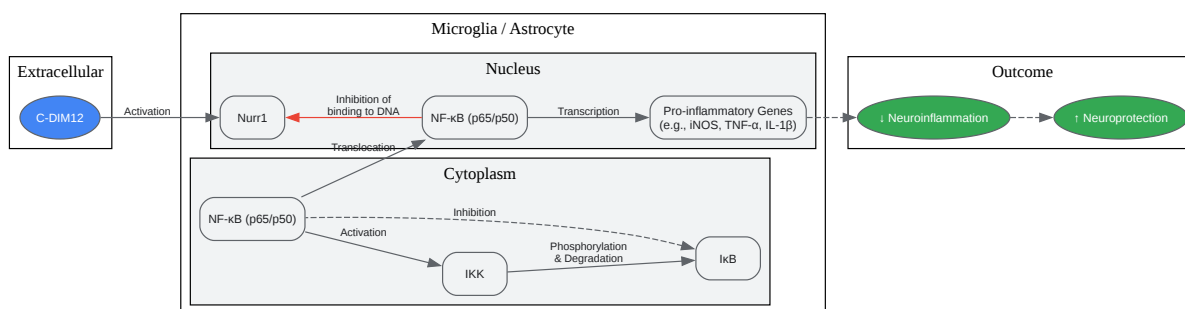 Microglia / Astrocyte
Extracellular
Nucleus
Outcome
C-DIM12
Activation
Nurr1
Inhibition of
binding to DNA
NF-κB (p65/p50)
Transcription
Pro-inflammatory Genes
(e.g., iNOS, TNF-α, IL-1β)
↓ Neuroinflammation
↑ Neuroprotection
Translocation
Cytoplasm
NF-κB (p65/p50)
Inhibition
Activation
IKK
Phosphorylation
& Degradation
IκB